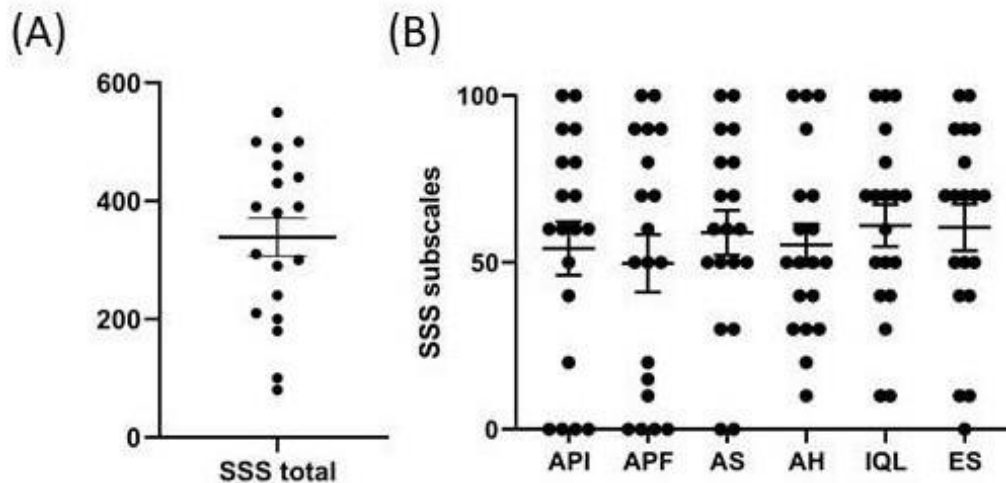 (A)
(B)
600
400
200
0
SSS total
SSS subscales
100
50
0
API APF AS AH IQL ES